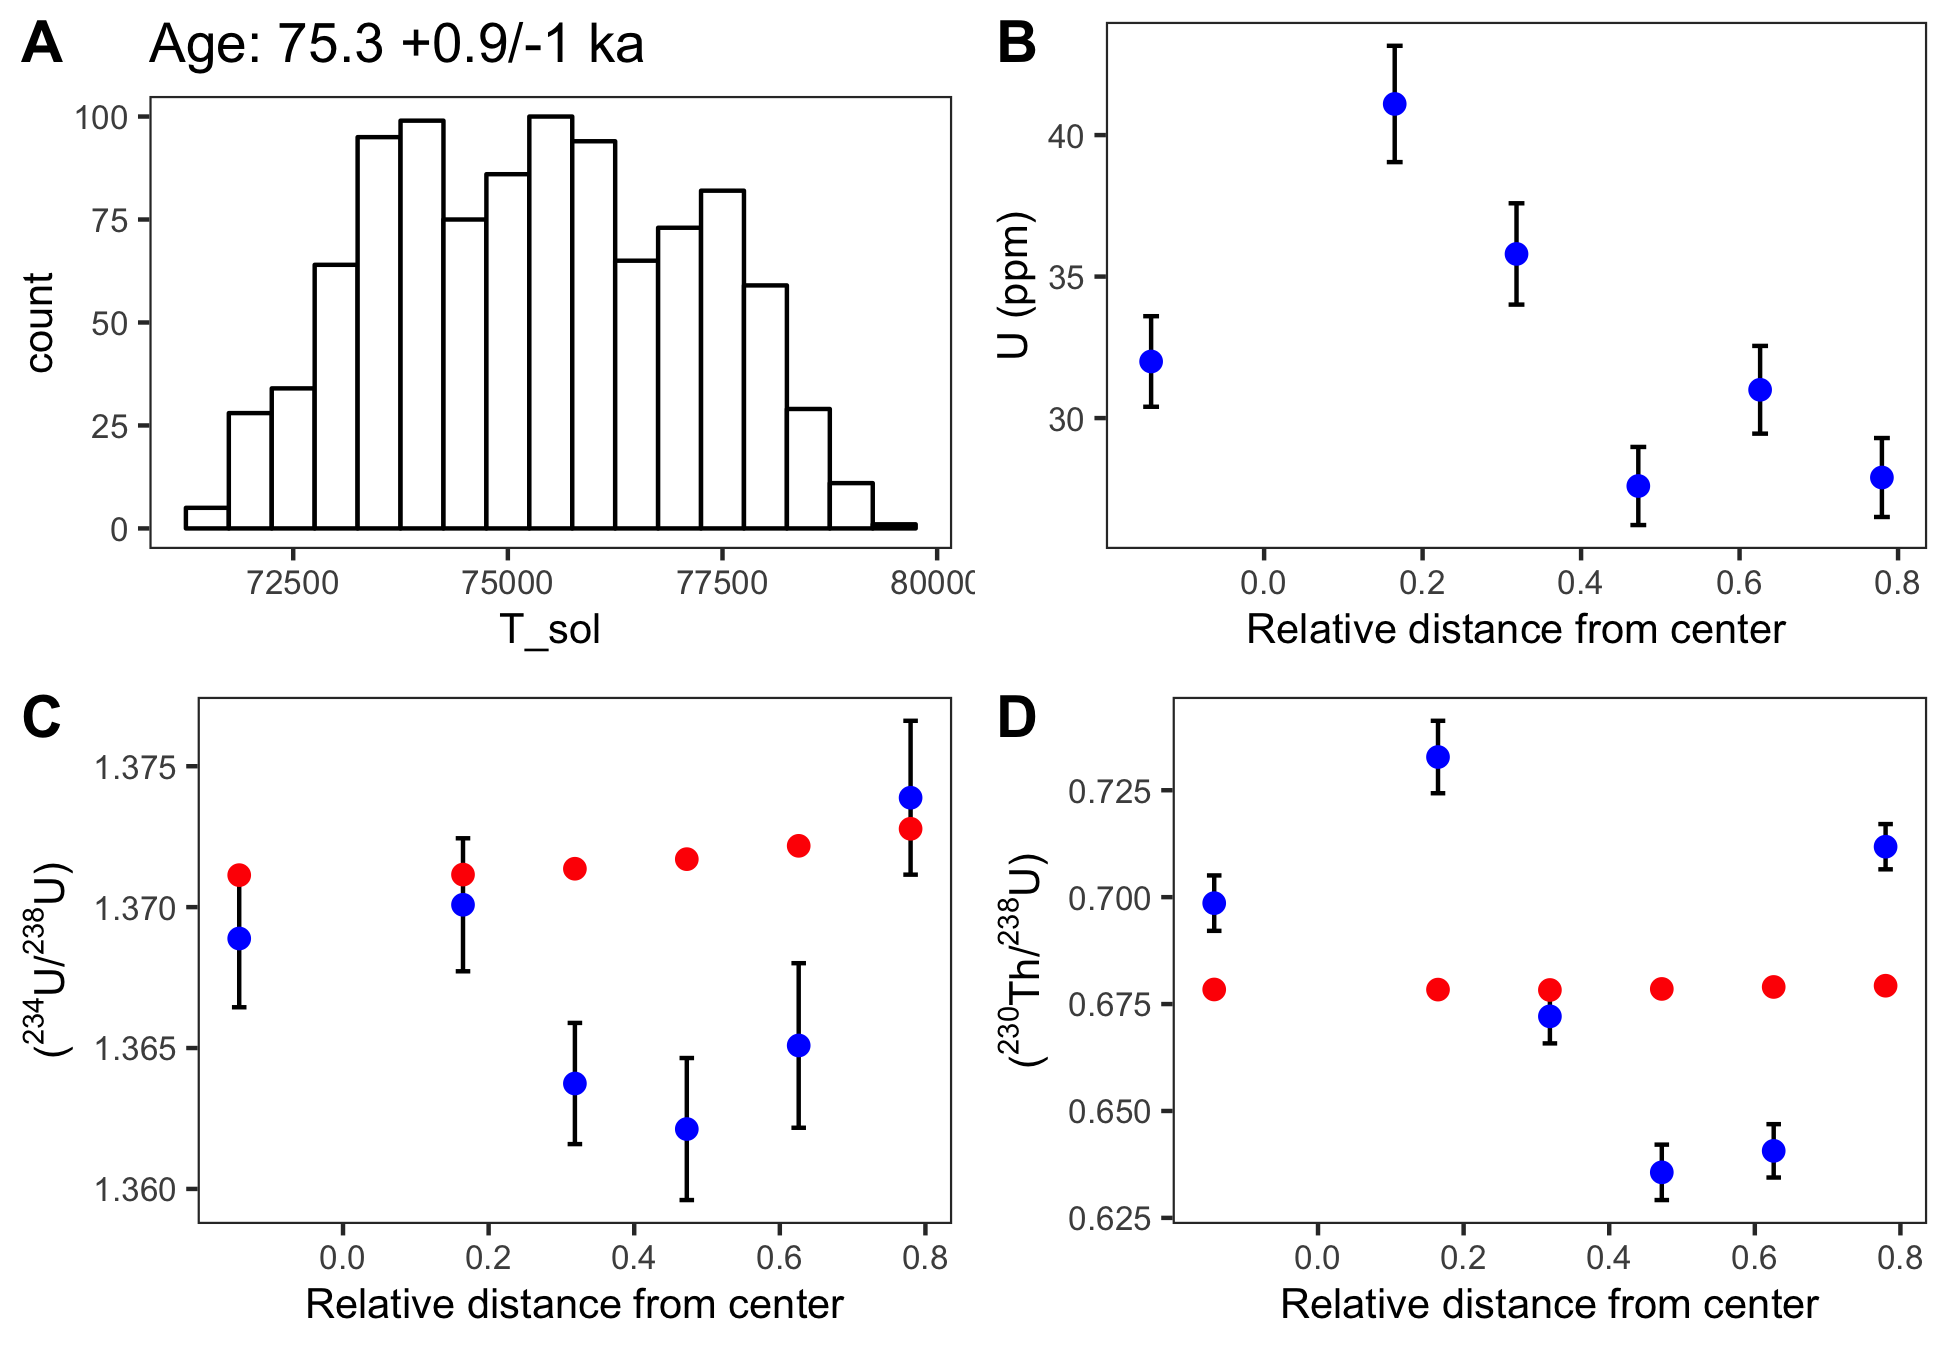 A
Age: 75.3 +0.9/-1 ka
100
75
50
25
0
count
72500 75000 77500 80000
T_sol
B
40
35
30
U (ppm)
0.0 0.2 0.4 0.6 0.8
Relative distance from center
C
1.375
1.370
1.365
1.360
(²³⁴U/²³⁸U)
0.0 0.2 0.4 0.6 0.8
Relative distance from center
D
0.725
0.700
0.675
0.650
0.625
(²³⁰Th/²³⁸U)
0.0 0.2 0.4 0.6 0.8
Relative distance from center